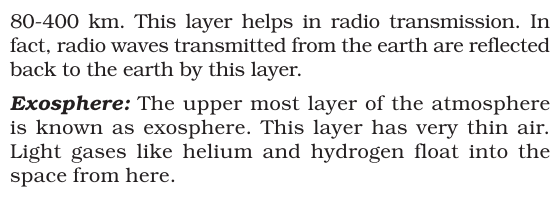 80-400 km. This layer helps in radio transmission. In
fact, radio waves transmitted from the earth are reflected
back to the earth by this layer.
Exosphere: The upper most layer of the atmosphere
is known as exosphere. This layer has very thin air.
Light gases like helium and hydrogen float into the
space from here.